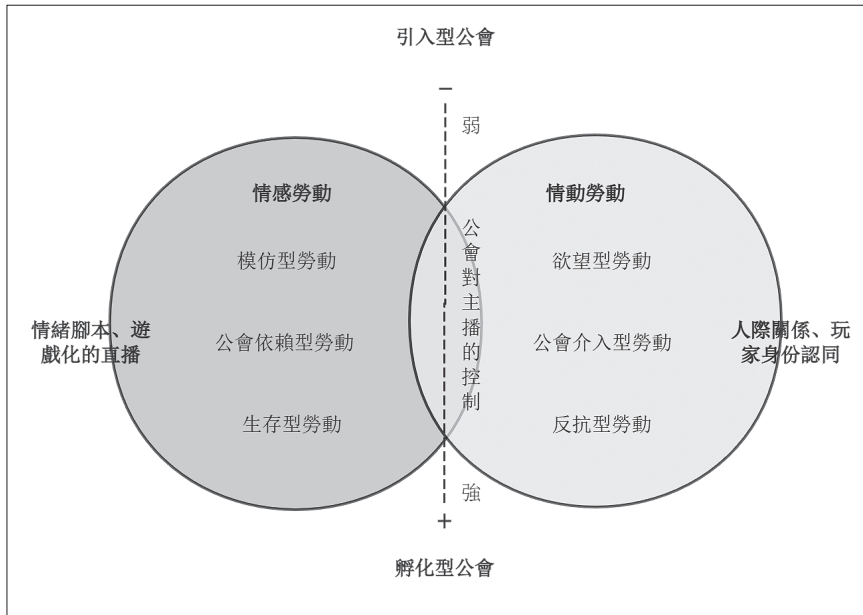 引入型公會
−
弱
情感勞動
情動勞動
模仿型勞動
欲望型勞動
公會對主播的控制
情緒腳本、遊
戲化的直播
公會依賴型勞動
公會介入型勞動
人際關係、玩
家身份認同
生存型勞動
反抗型勞動
強
+
孵化型公會